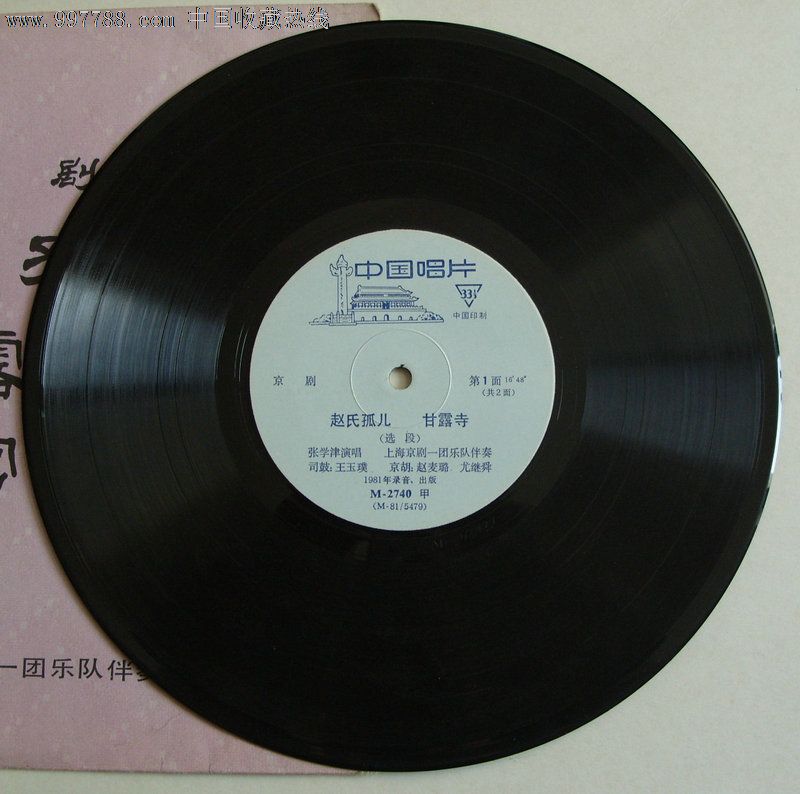 www.997788.com 中国收藏热线
剧
露
一团乐队伴奏
中国唱片
33⅓
中国印制
京 剧 第1面 16′48″
(共2面)
赵氏孤儿 甘露寺
(选段)
张学津演唱 上海京剧一团乐队伴奏
司鼓:王玉璞 京胡:赵麦璐、尤继舜
1981年录音、出版
M-2740 甲
(M-81/5479)